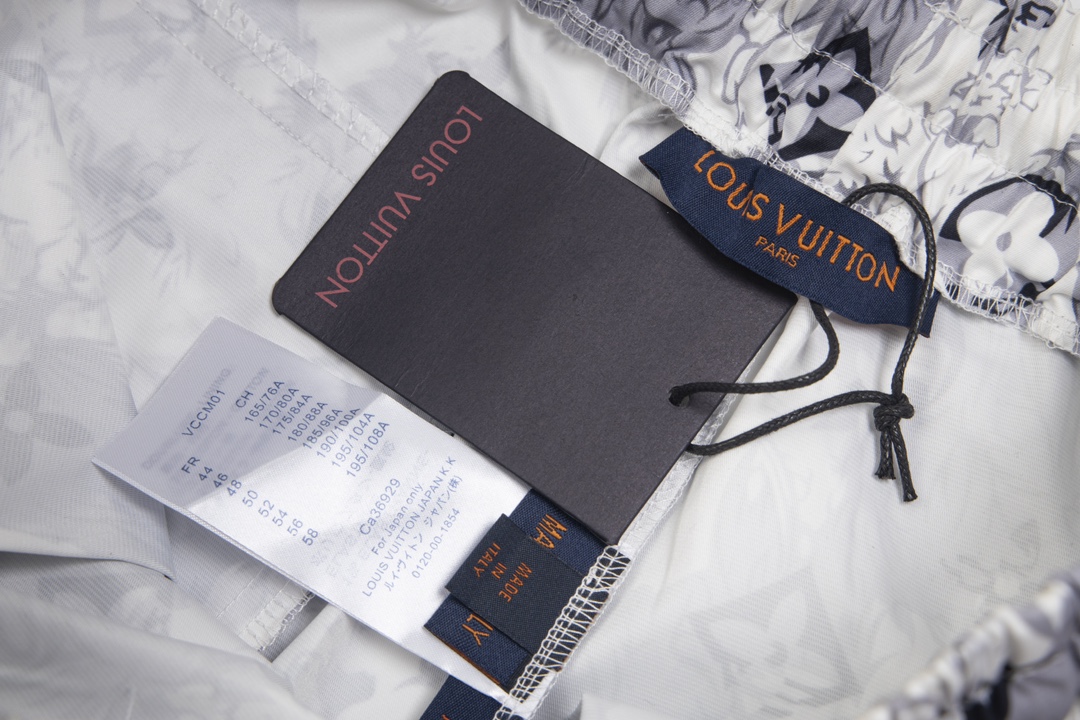 LOUIS VUITTON
LOUIS VUITTON
PARIS
VCCM01
FR CH
44 165/76A
46 170/80A
48 175/84A
50 180/88A
52 185/96A
54 190/100A
56 195/104A
58 195/108A
Ca36929
For Japan only
LOUIS VUITTON JAPAN K K
ルイ・ヴィトン ジャパン(株)
0120-00-1854
MA
MADE
IN
ITALY
LY